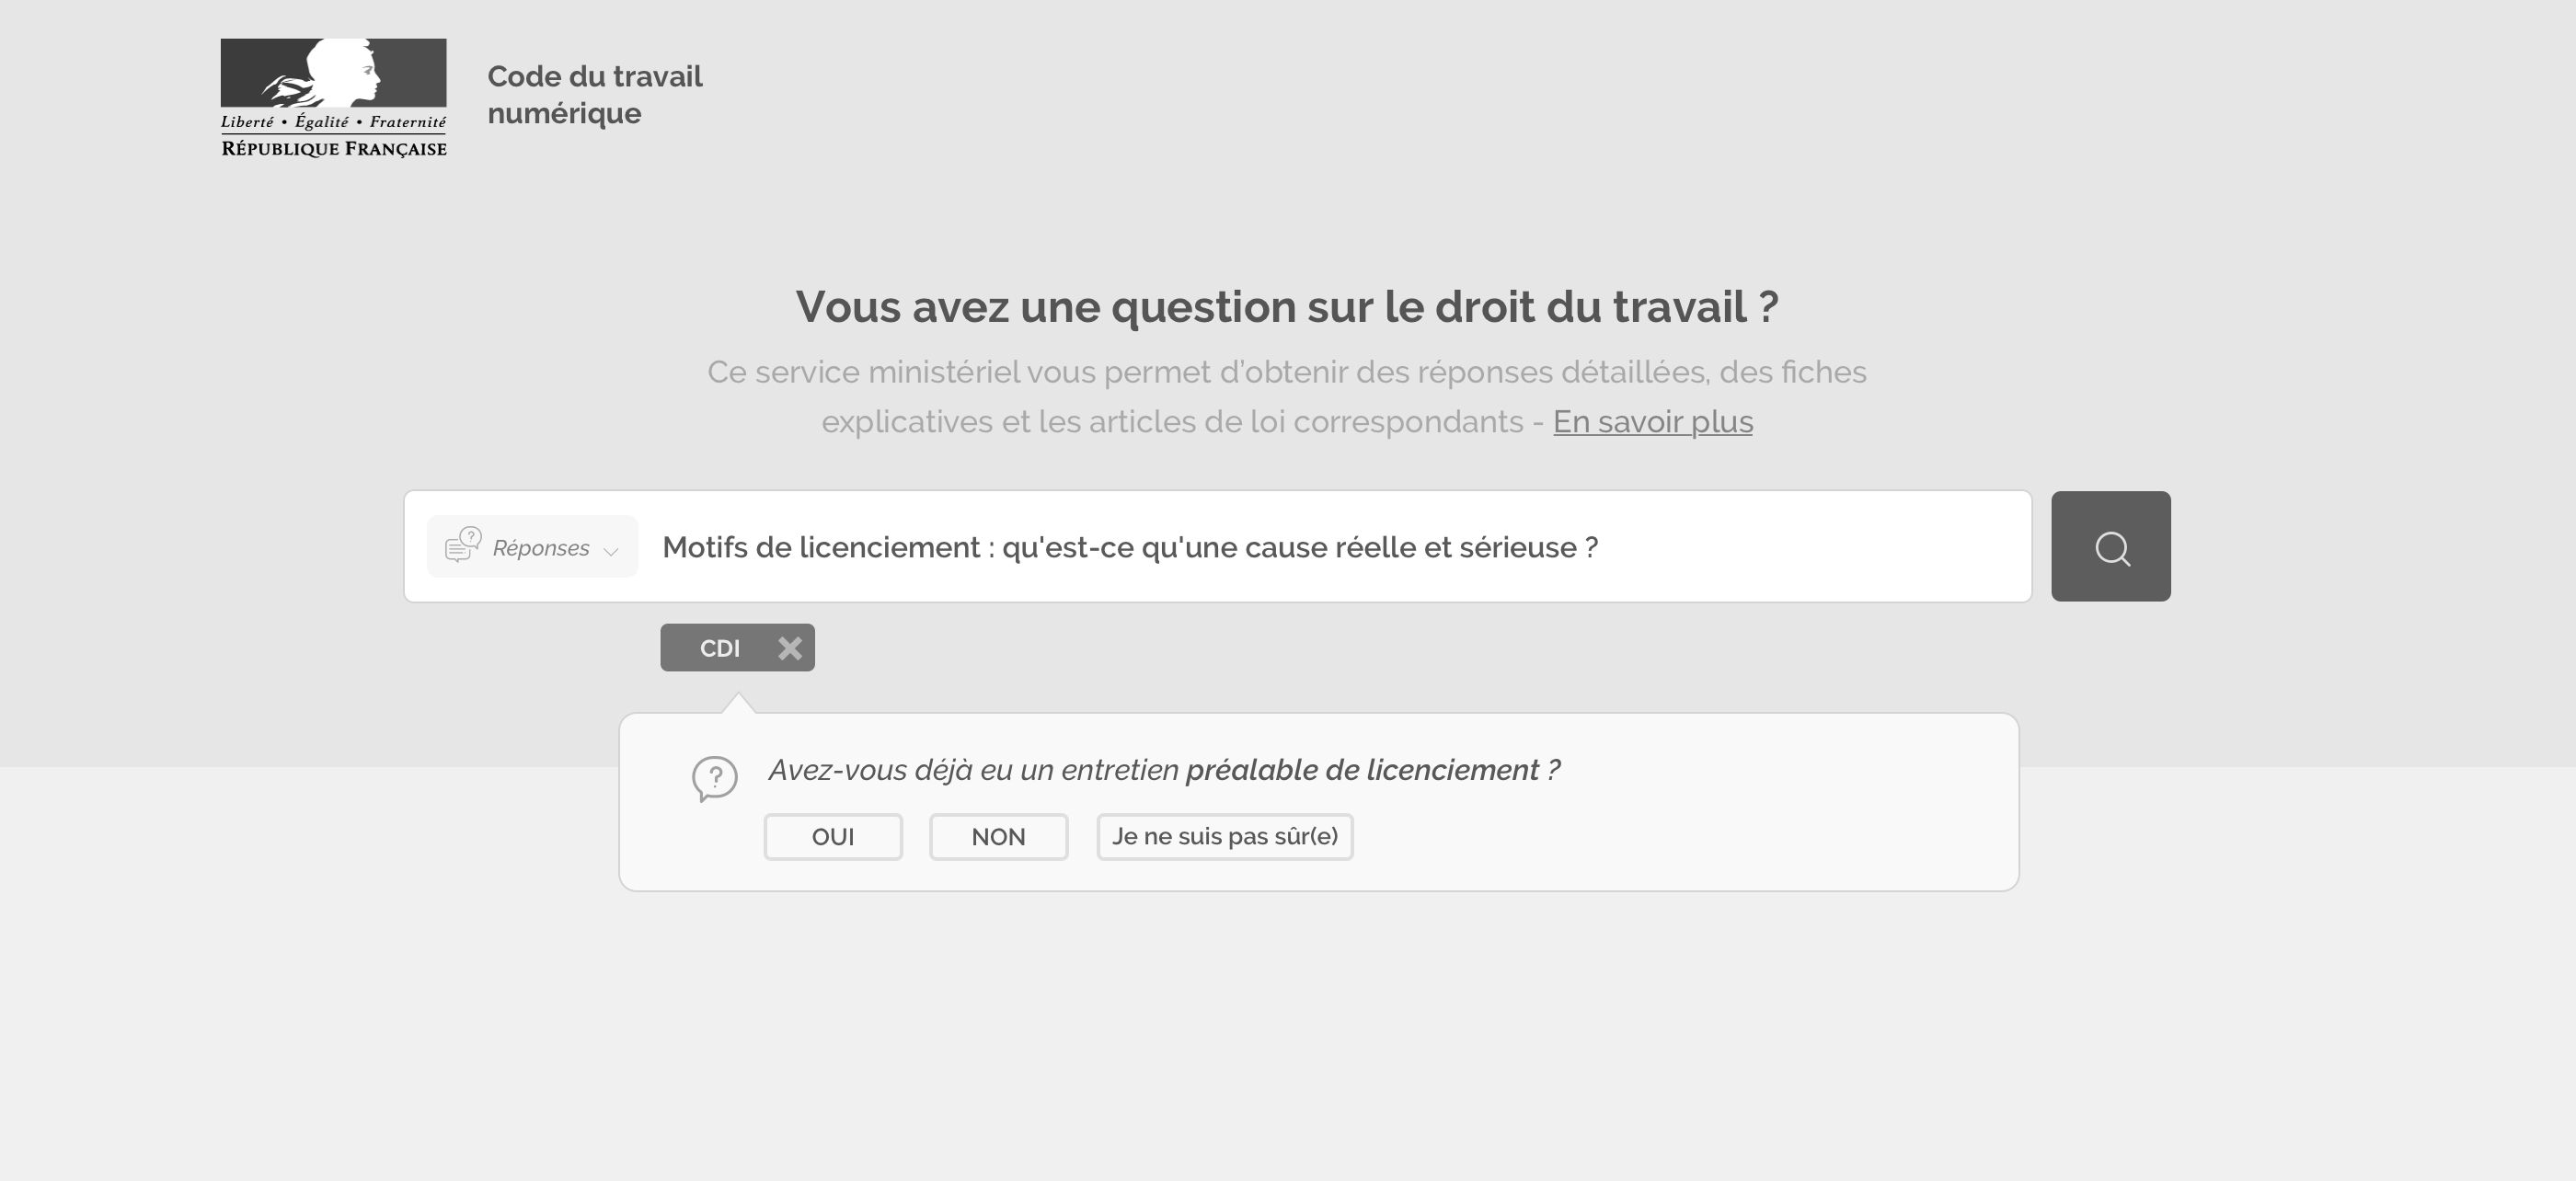 Liberté • Égalité • Fraternité
RÉPUBLIQUE FRANÇAISE
Code du travail
numérique
Vous avez une question sur le droit du travail ?
Ce service ministériel vous permet d’obtenir des réponses détaillées, des fiches
explicatives et les articles de loi correspondants - En savoir plus
Réponses
Motifs de licenciement : qu'est-ce qu'une cause réelle et sérieuse ?
CDI
Avez-vous déjà eu un entretien préalable de licenciement ?
OUI
NON
Je ne suis pas sûr(e)